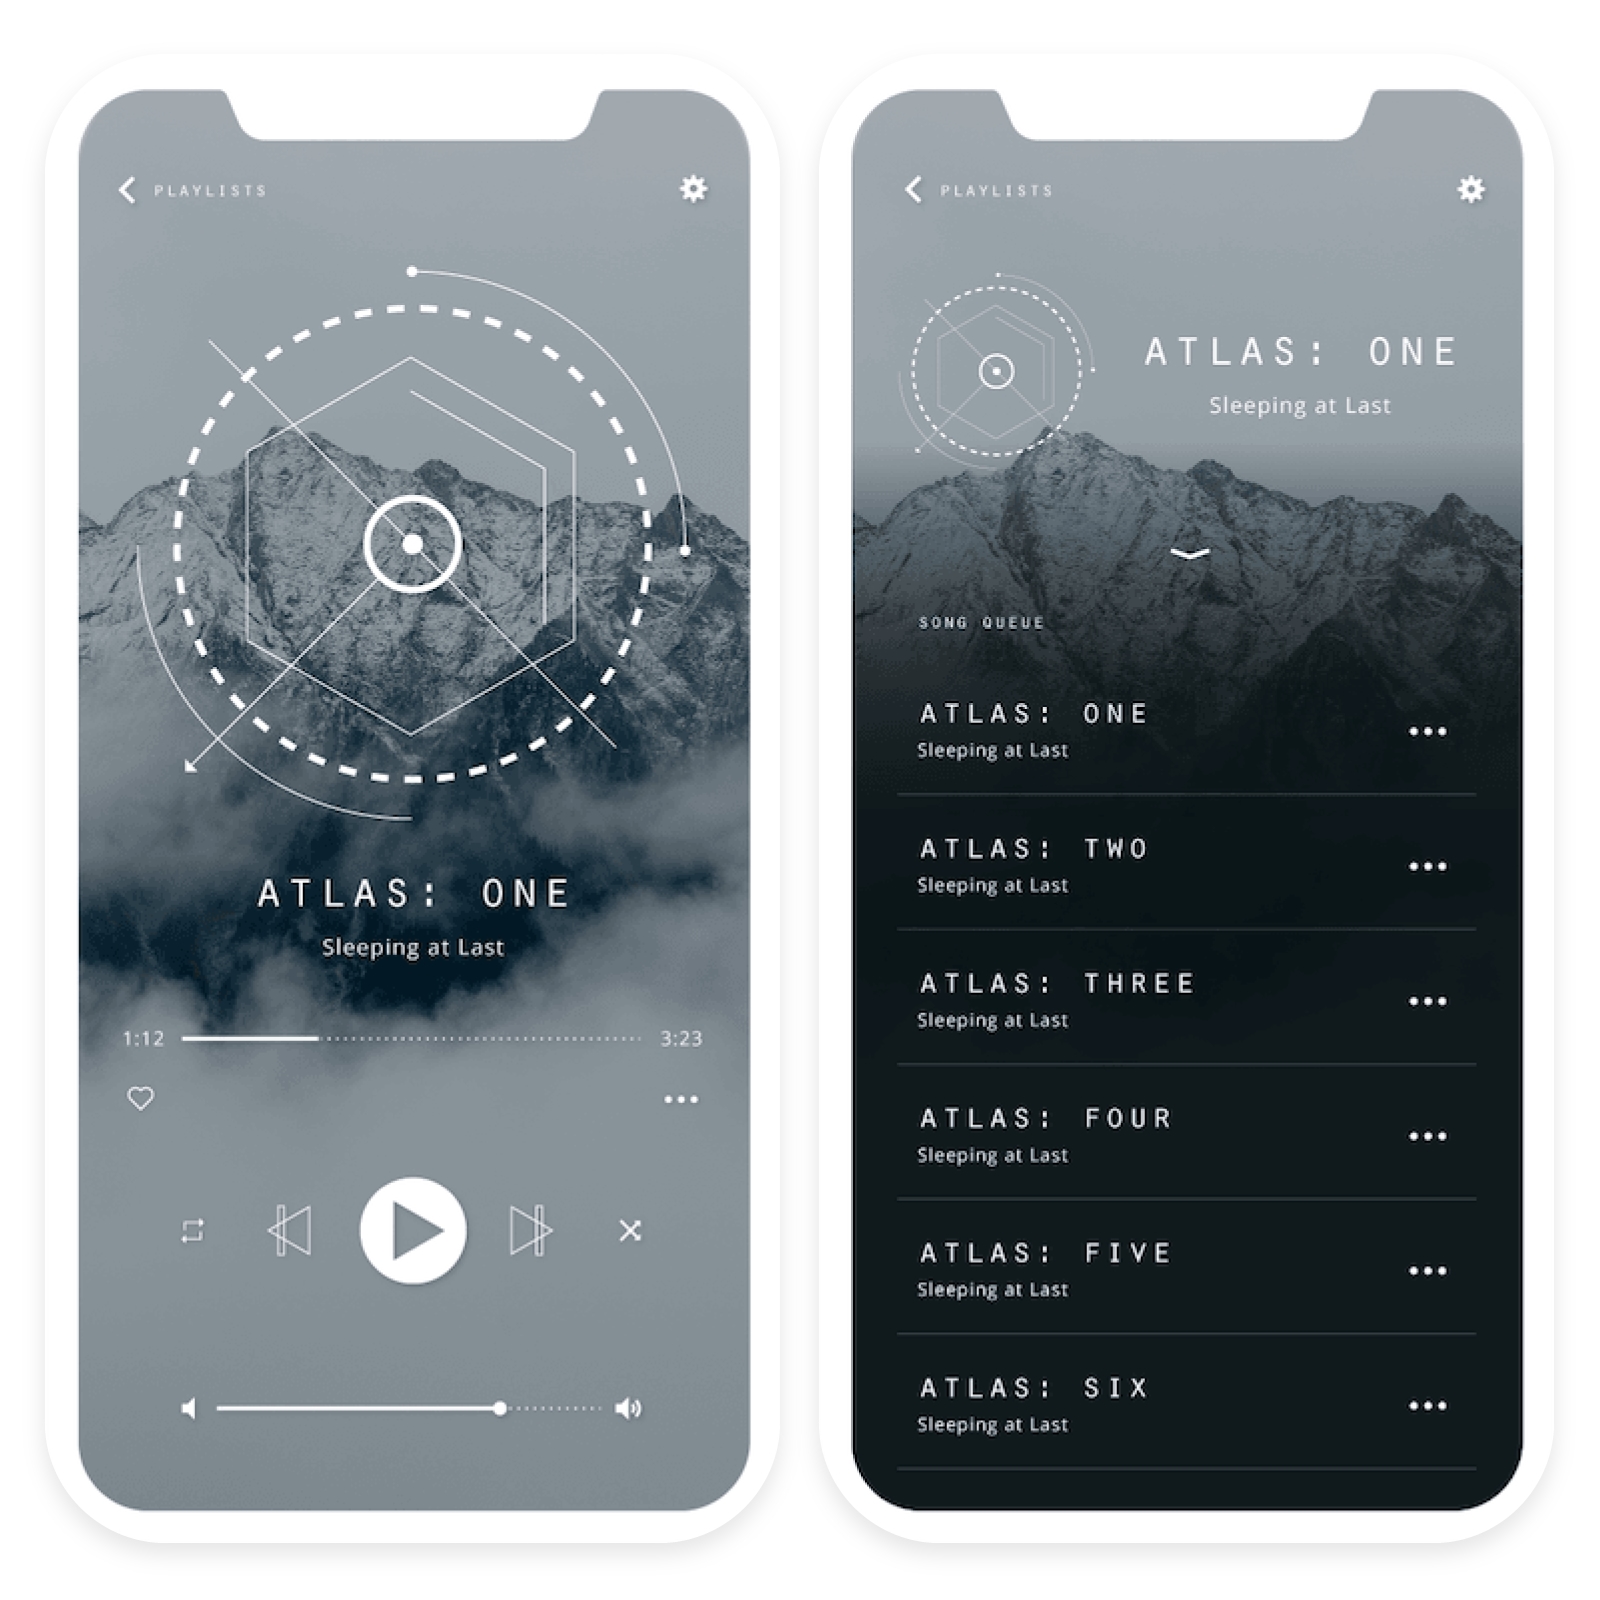 PLAYLISTS
ATLAS: ONE
Sleeping at Last
1:12
3:23
PLAYLISTS
ATLAS: ONE
Sleeping at Last
SONG QUEUE
ATLAS: ONE
Sleeping at Last
ATLAS: TWO
Sleeping at Last
ATLAS: THREE
Sleeping at Last
ATLAS: FOUR
Sleeping at Last
ATLAS: FIVE
Sleeping at Last
ATLAS: SIX
Sleeping at Last